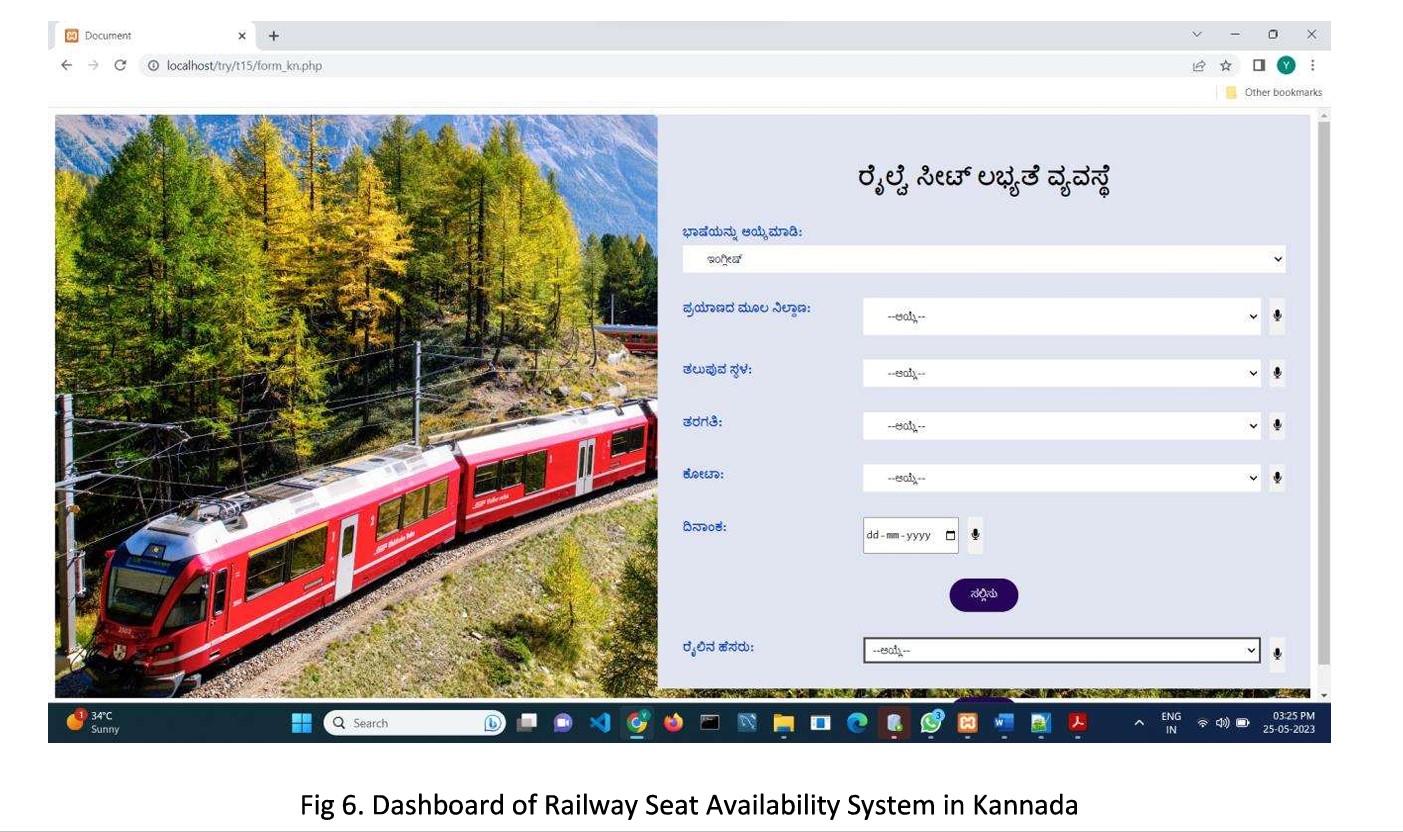 Document
localhost/try/t15/form_kn.php
Y
Other bookmarks
ರೈಲ್ವೆ ಸೀಟ್ ಲಭ್ಯತೆ ವ್ಯವಸ್ಥೆ
ಭಾಷೆಯನ್ನು ಆಯ್ಕೆಮಾಡಿ:
ಇಂಗ್ಲೀಷ್
ಪ್ರಯಾಣದ ಮೂಲ ನಿಲ್ದಾಣ:
--ಆಯ್ಕೆ--
ತಲುಪುವ ಸ್ಥಳ:
--ಆಯ್ಕೆ--
ತರಗತಿ:
--ಆಯ್ಕೆ--
ಕೋಟಾ:
--ಆಯ್ಕೆ--
ದಿನಾಂಕ:
dd-mm-yyyy
ಸಲ್ಲಿಸು
ರೈಲಿನ ಹೆಸರು:
--ಆಯ್ಕೆ--
1
34°C
Sunny
Search
3
ENG
IN
03:25 PM
25-05-2023
Fig 6. Dashboard of Railway Seat Availability System in Kannada